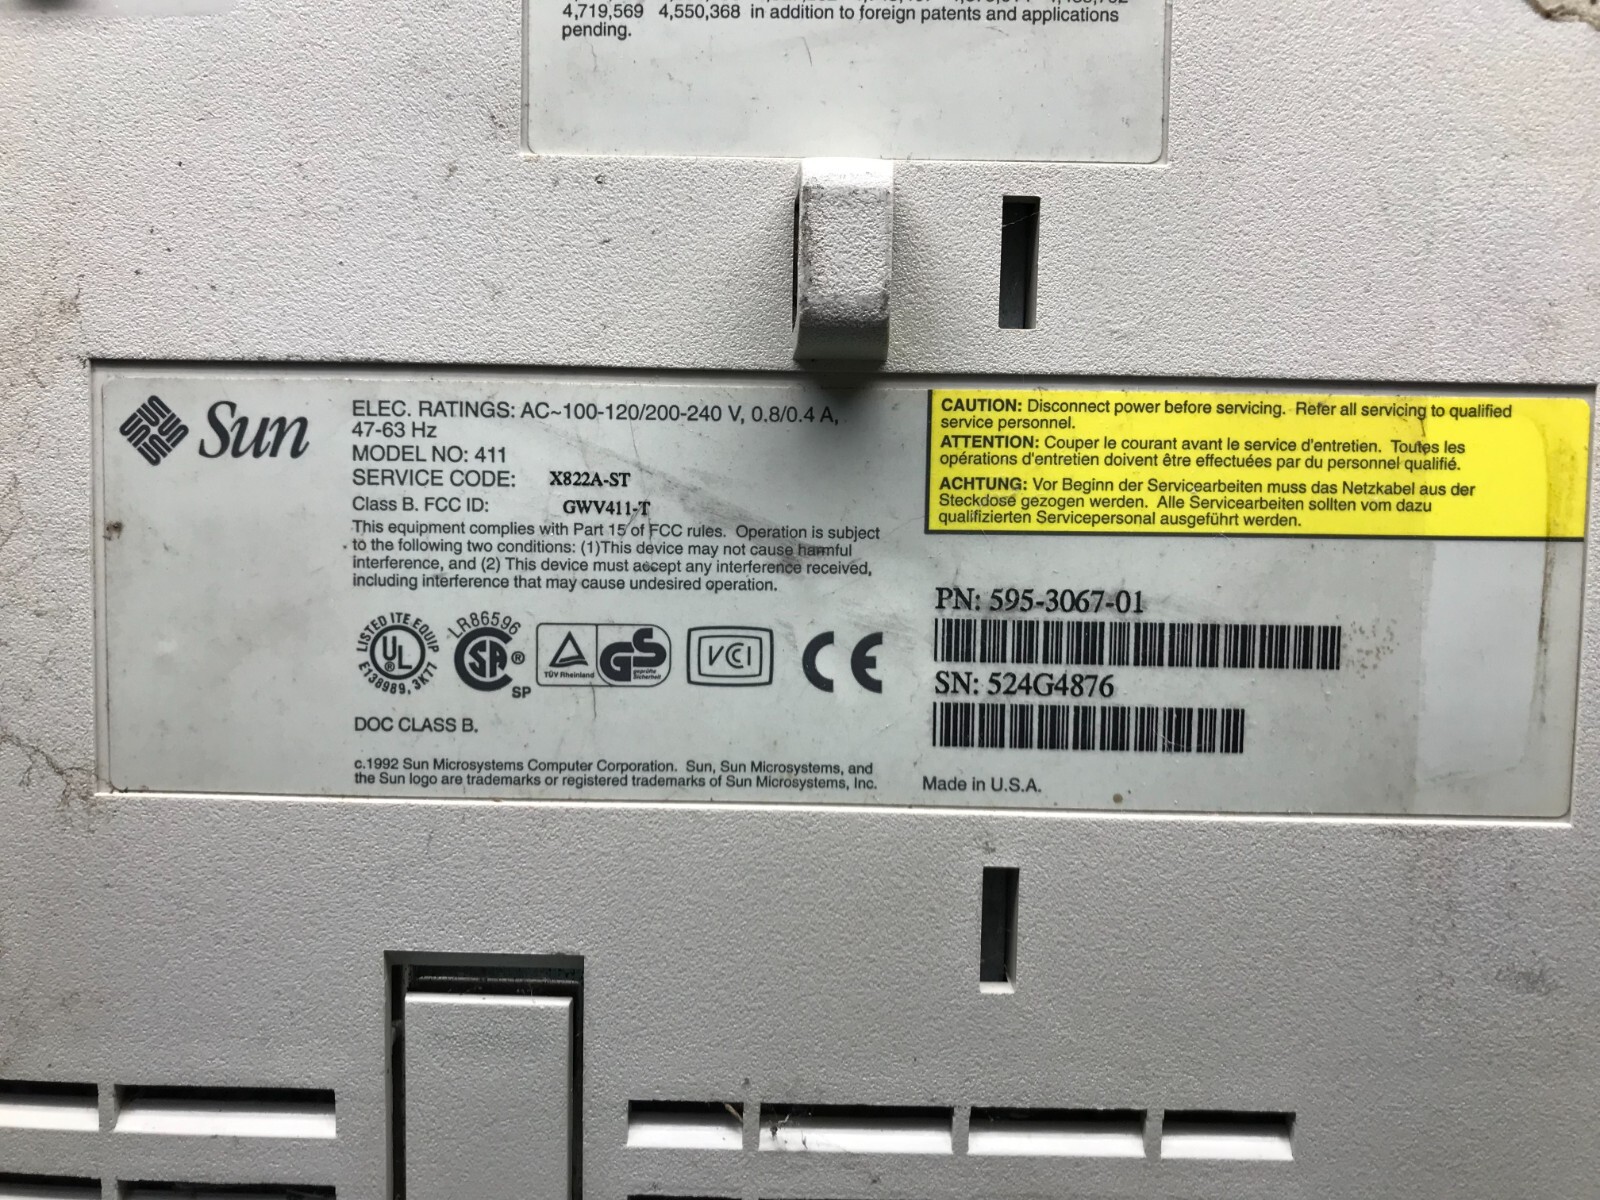 4,719,569 4,550,368 in addition to foreign patents and applications
pending.
Sun
ELEC. RATINGS: AC~100-120/200-240 V, 0.8/0.4 A,
47-63 Hz
MODEL NO: 411
SERVICE CODE: X822A-ST
Class B. FCC ID: GWV411-T
This equipment complies with Part 15 of FCC rules. Operation is subject
to the following two conditions: (1)This device may not cause harmful
interference, and (2) This device must accept any interference received,
including interference that may cause undesired operation.
LISTED ITE EQUIP
UL ®
E138989, 3K77
LR86596
SA ®
SP
TÜV Rheinland
GS
geprüfte
Sicherheit
VCI
CE
DOC CLASS B.
c.1992 Sun Microsystems Computer Corporation. Sun, Sun Microsystems, and
the Sun logo are trademarks or registered trademarks of Sun Microsystems, Inc.
CAUTION: Disconnect power before servicing. Refer all servicing to qualified
service personnel.
ATTENTION: Couper le courant avant le service d'entretien. Toutes les
opérations d'entretien doivent être effectuées par du personnel qualifié.
ACHTUNG: Vor Beginn der Servicearbeiten muss das Netzkabel aus der
Steckdose gezogen werden. Alle Servicearbeiten sollten vom dazu
qualifizierten Servicepersonal ausgeführt werden.
PN: 595-3067-01
SN: 524G4876
Made in U.S.A.